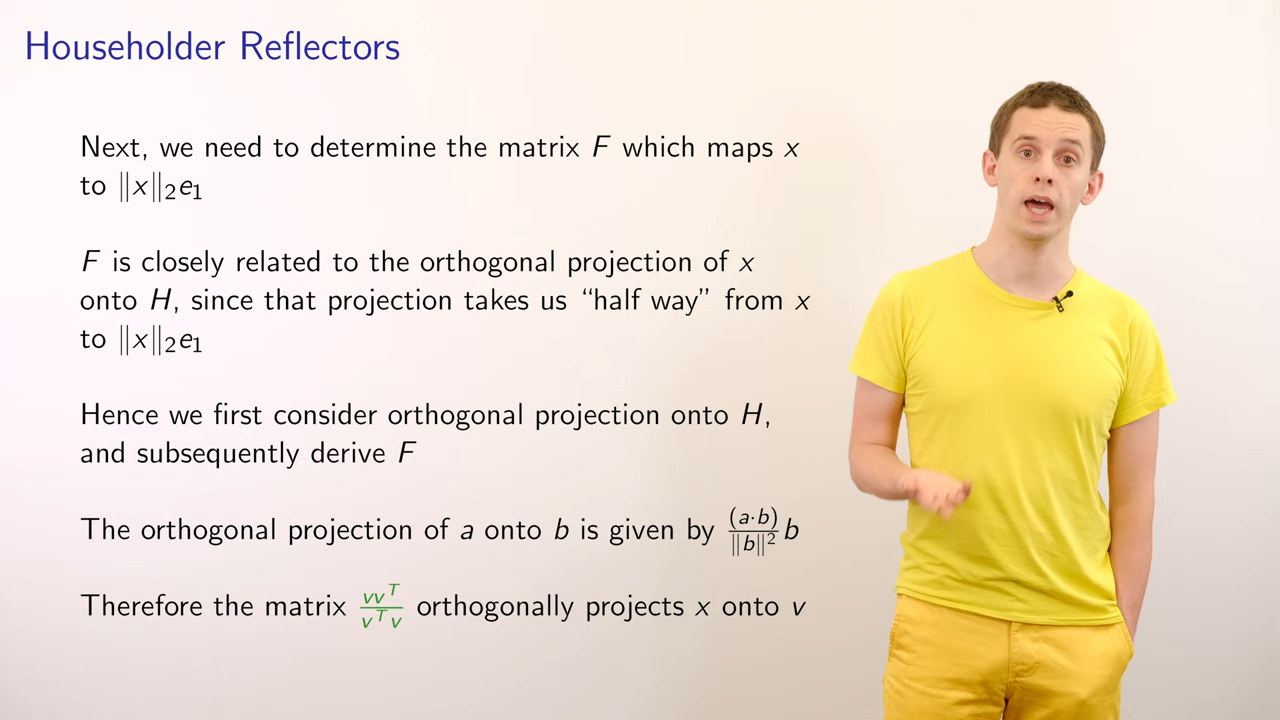 Householder Reflectors
Next, we need to determine the matrix F which maps x
to ‖x‖₂e₁
F is closely related to the orthogonal projection of x
onto H, since that projection takes us “half way” from x
to ‖x‖₂e₁
Hence we first consider orthogonal projection onto H,
and subsequently derive F
The orthogonal projection of a onto b is given by (a·b)/‖b‖² b
Therefore the matrix vvᵀ/vᵀv orthogonally projects x onto v